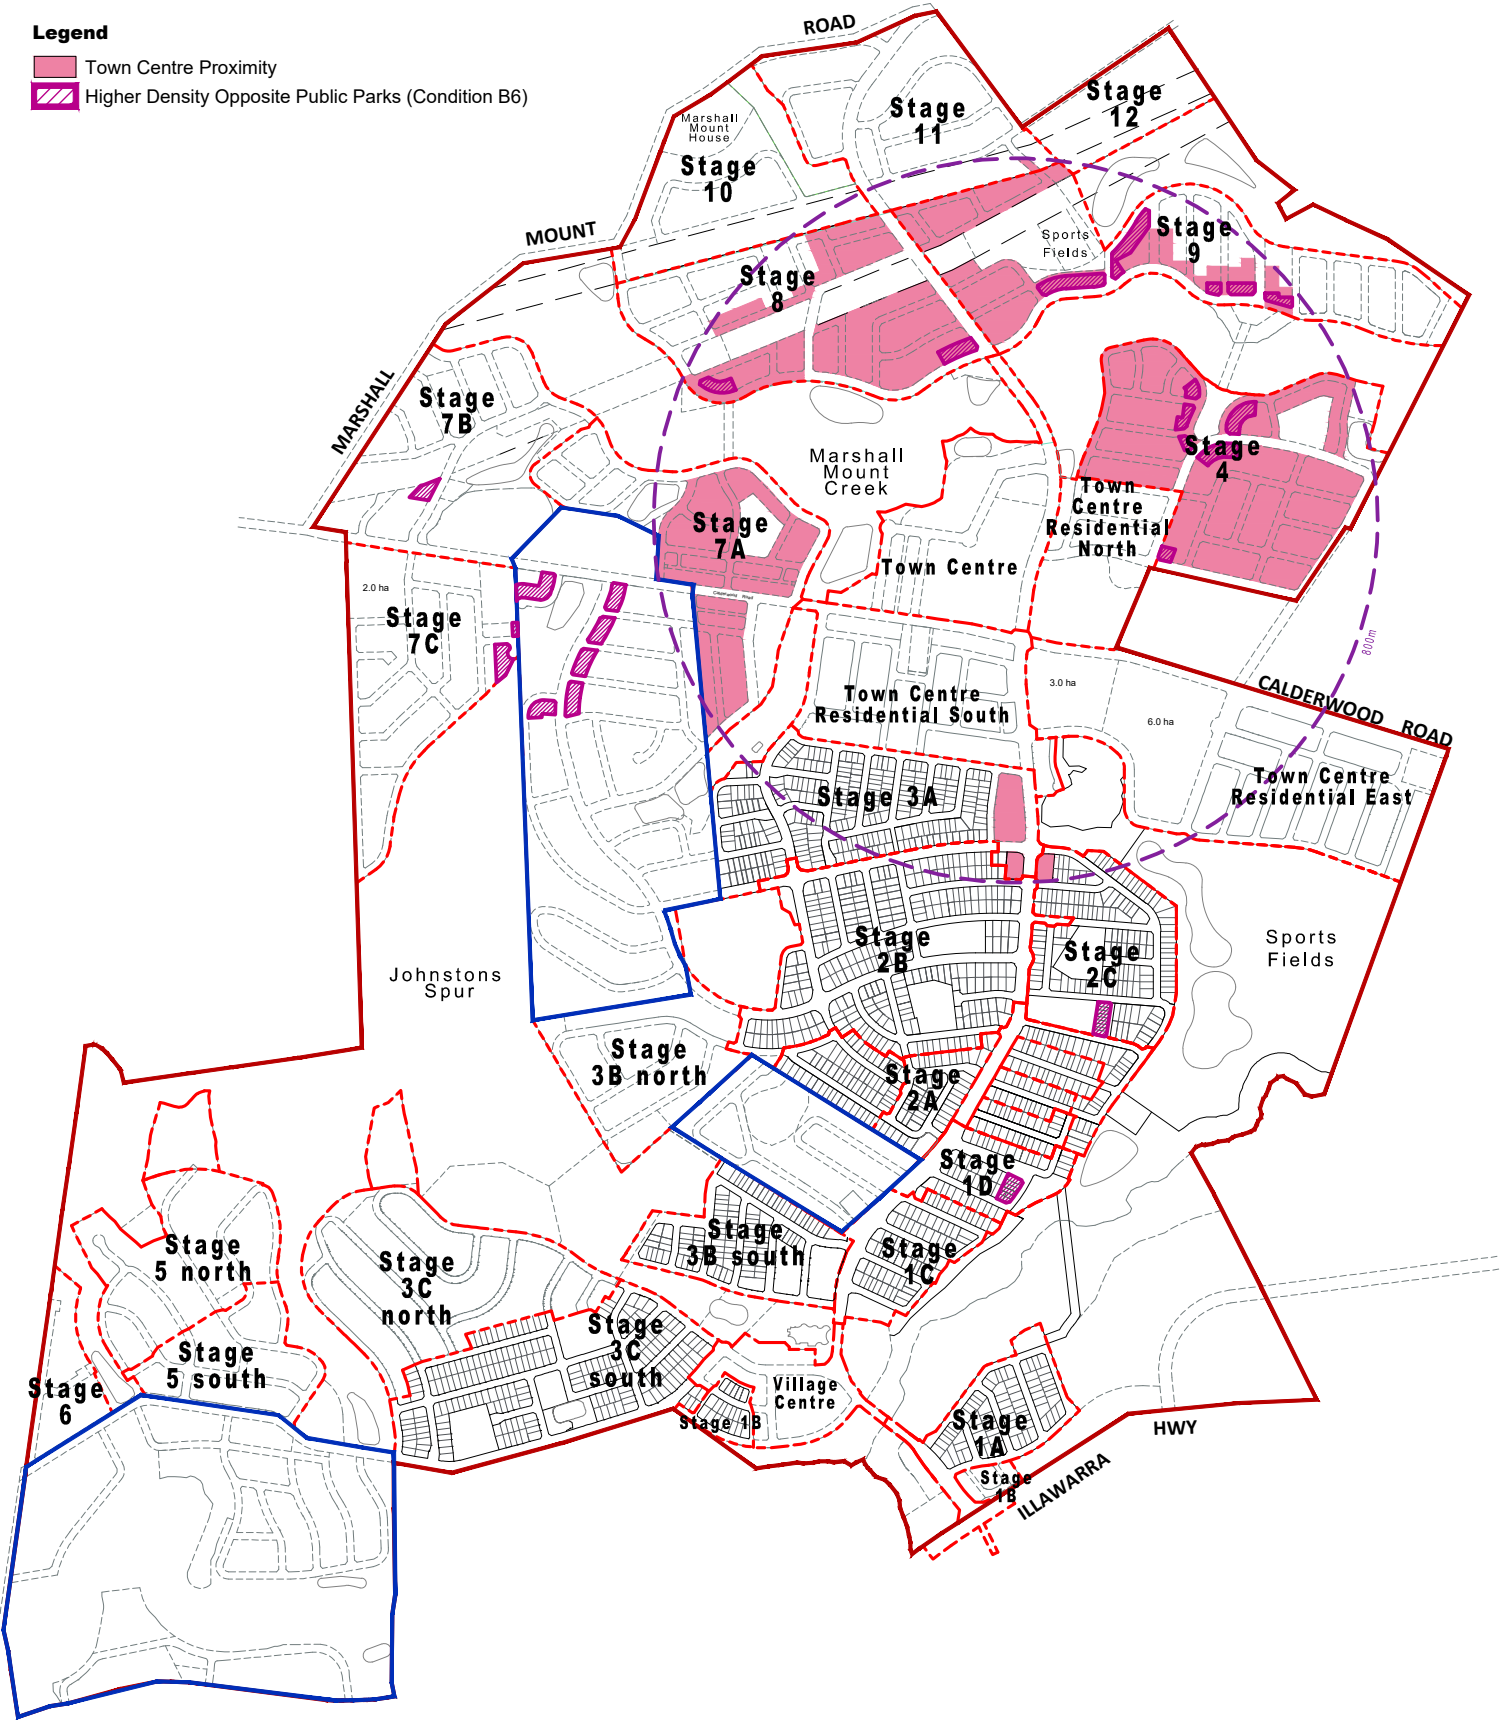 Legend
Town Centre Proximity
Higher Density Opposite Public Parks (Condition B6)
ROAD
MOUNT
MARSHALL
Marshall
Mount
House
Stage
10
Stage
11
Stage
12
Sports
Fields
Stage
9
Stage
8
Stage
7B
Marshall
Mount
Creek
Stage
4
Stage
7A
Town
Centre
Residential
North
Town Centre
2.0 ha
Stage
7C
Calderwood Road
800m
3.0 ha
6.0 ha
CALDERWOOD ROAD
Town Centre
Residential South
Town Centre
Residential East
Stage 3A
Stage
2B
Stage
2C
Sports
Fields
Johnstons
Spur
Stage
3B north
Stage
2A
Stage
1D
Stage
3B south
Stage
1C
Stage
5 north
Stage
3C
north
Stage
5 south
Stage
3C
south
Stage
6
Village
Centre
Stage 1B
Stage
1A
Stage
1B
ILLAWARRA
HWY